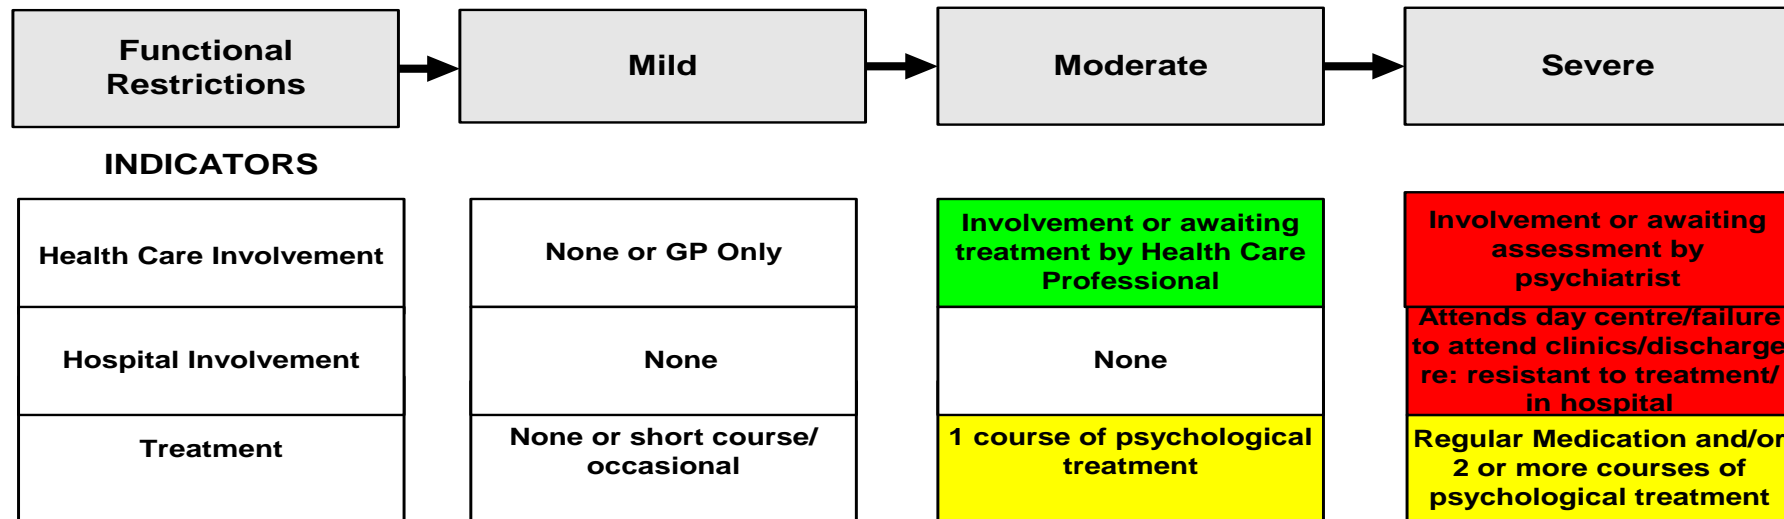 Functional
Restrictions
Mild
Moderate
Severe
INDICATORS
Health Care Involvement
None or GP Only
Involvement or awaiting
treatment by Health Care
Professional
Involvement or awaiting
assessment by
psychiatrist
Hospital Involvement
None
None
Attends day centre/failure
to attend clinics/discharge
re: resistant to treatment/
in hospital
Treatment
None or short course/
occasional
1 course of psychological
treatment
Regular Medication and/or
2 or more courses of
psychological treatment